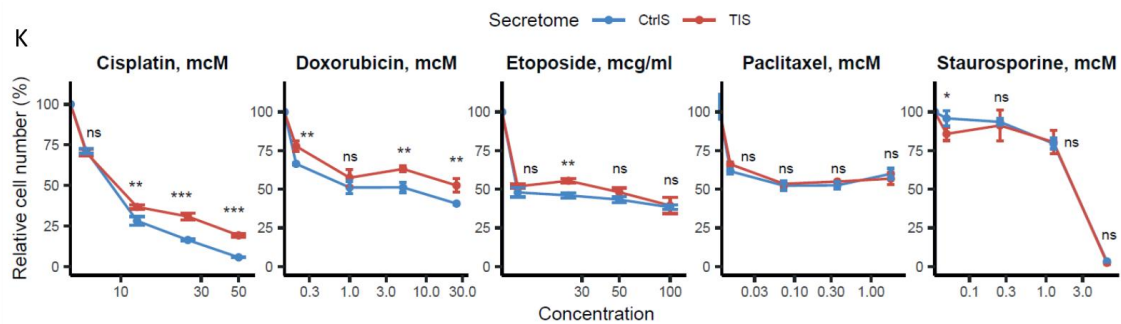 K
Secretome CtrlS TIS
Cisplatin, mcM Doxorubicin, mcM Etoposide, mcg/ml Paclitaxel, mcM Staurosporine, mcM
Relative cell number (%)
100 75 50 25 0
ns ** *** ***
10 30 50
100 75 50 25 0
** ns ** **
0.3 1.0 3.0 10.0 30.0
100 75 50 25 0
ns ** ns ns
30 50 100
100 75 50 25 0
ns ns ns ns
0.03 0.10 0.30 1.00
100 75 50 25 0
* ns ns ns
0.1 0.3 1.0 3.0
Concentration